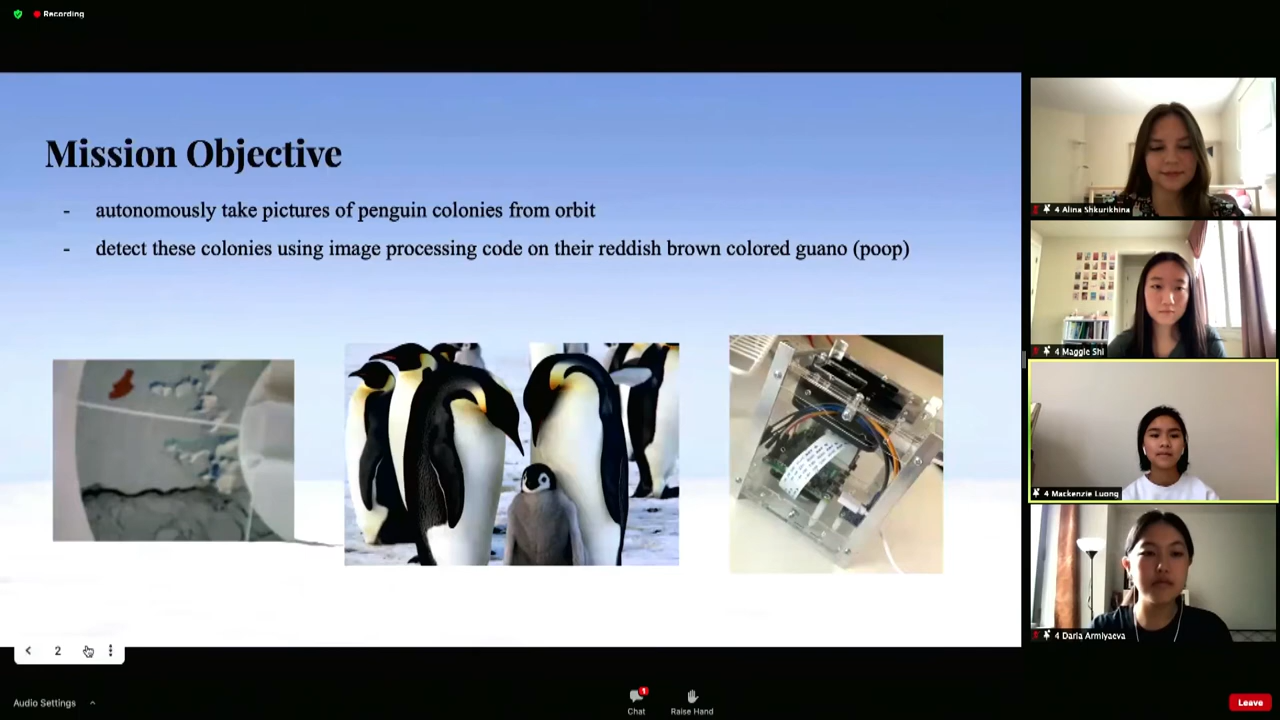 Recording
Mission Objective
- autonomously take pictures of penguin colonies from orbit
- detect these colonies using image processing code on their reddish brown colored guano (poop)
4 Alina Shkurikhina
4 Maggie Shi
4 Mackenzie Luong
4 Daria Armiyaeva
2
Audio Settings
1
Chat
Raise Hand
Leave